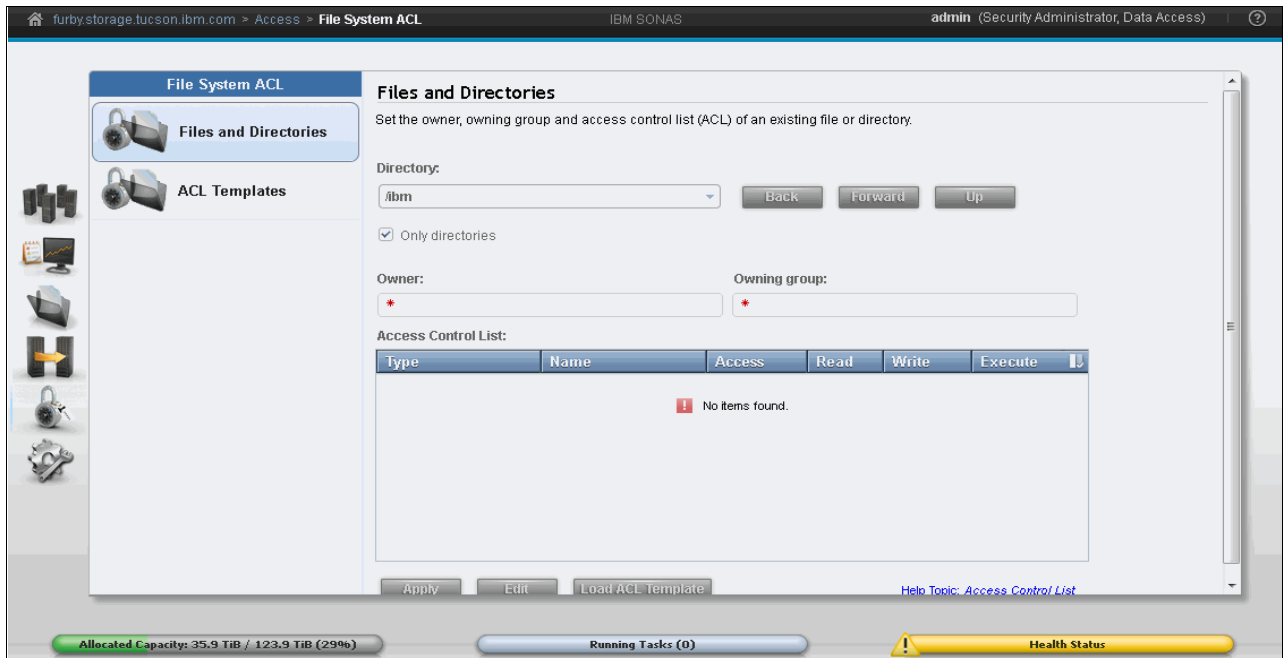 furby.storage.tucson.ibm.com > Access > File System ACL IBM SONAS admin (Security Administrator, Data Access) | ?
File System ACL
Files and Directories
ACL Templates
Files and Directories
Set the owner, owning group and access control list (ACL) of an existing file or directory.
Directory:
/ibm Back Forward Up
Only directories
Owner: Owning group:
* *
Access Control List:
Type Name Access Read Write Execute
! No items found.
Apply Edit Load ACL Template Help Topic: Access Control List
Allocated Capacity: 35.9 TiB / 123.9 TiB (29%) Running Tasks (0) ! Health Status